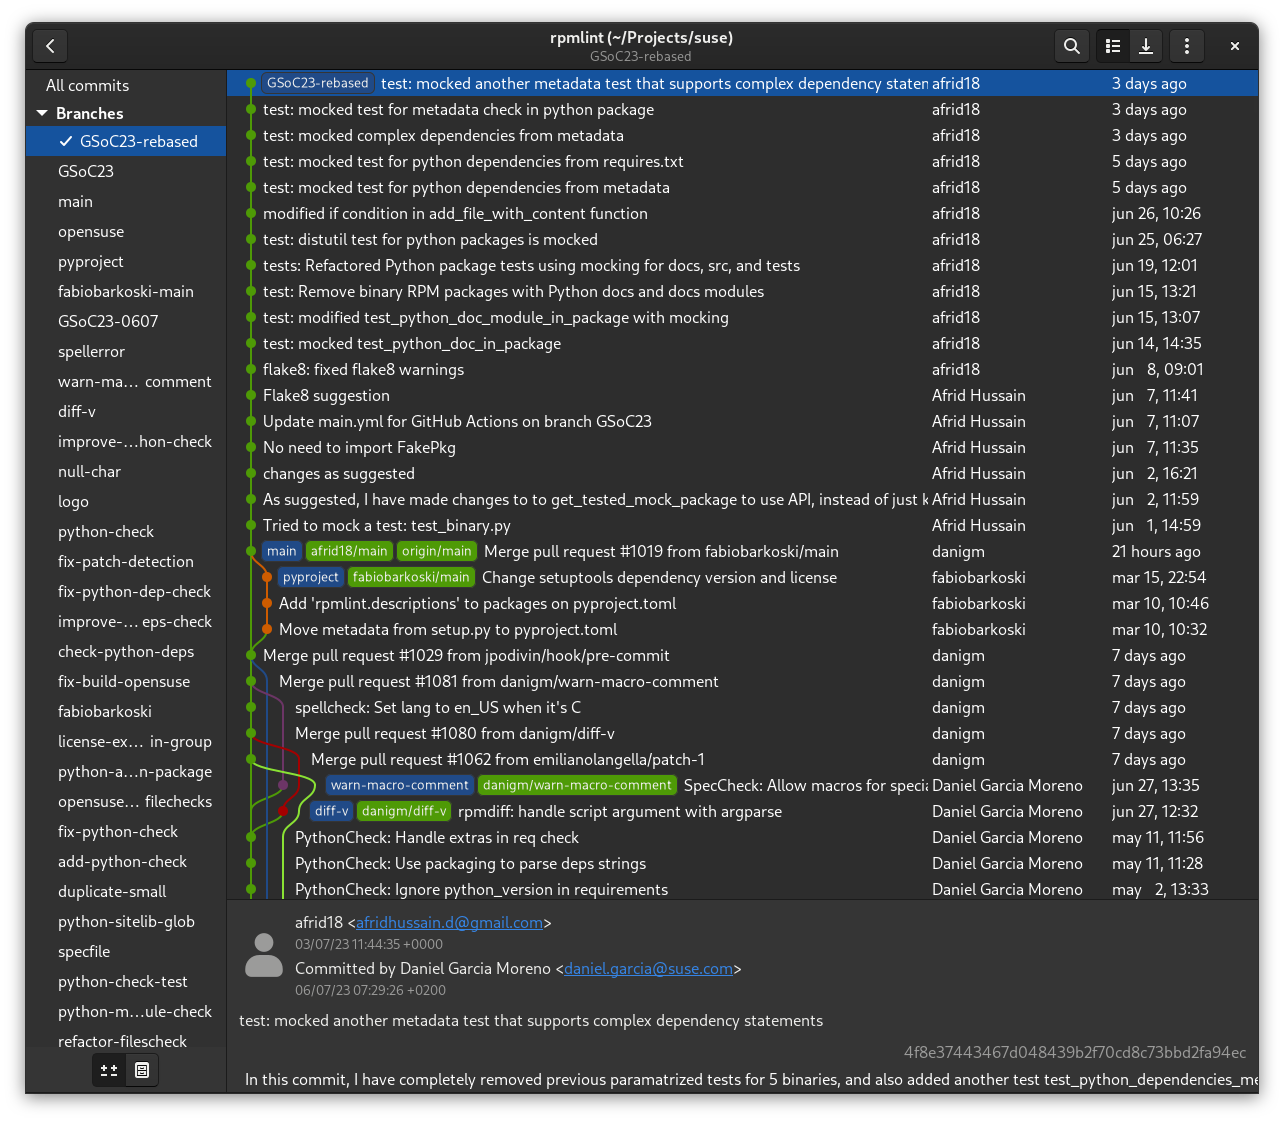 rpmlint (~/Projects/suse)
GSoC23-rebased
All commits
Branches
GSoC23-rebased
GSoC23
main
opensuse
pyproject
fabiobarkoski-main
GSoC23-0607
spellerror
warn-ma… comment
diff-v
improve-…hon-check
null-char
logo
python-check
fix-patch-detection
fix-python-dep-check
improve-… eps-check
check-python-deps
fix-build-opensuse
fabiobarkoski
license-ex… in-group
python-a…n-package
opensuse… filechecks
fix-python-check
add-python-check
duplicate-small
python-sitelib-glob
specfile
python-check-test
python-m…ule-check
refactor-filescheck
GSoC23-rebased test: mocked another metadata test that supports complex dependency staten afrid18 3 days ago
test: mocked test for metadata check in python package afrid18 3 days ago
test: mocked complex dependencies from metadata afrid18 3 days ago
test: mocked test for python dependencies from requires.txt afrid18 5 days ago
test: mocked test for python dependencies from metadata afrid18 5 days ago
modified if condition in add_file_with_content function afrid18 jun 26, 10:26
test: distutil test for python packages is mocked afrid18 jun 25, 06:27
tests: Refactored Python package tests using mocking for docs, src, and tests afrid18 jun 19, 12:01
test: Remove binary RPM packages with Python docs and docs modules afrid18 jun 15, 13:21
test: modified test_python_doc_module_in_package with mocking afrid18 jun 15, 13:07
test: mocked test_python_doc_in_package afrid18 jun 14, 14:35
flake8: fixed flake8 warnings afrid18 jun 8, 09:01
Flake8 suggestion Afrid Hussain jun 7, 11:41
Update main.yml for GitHub Actions on branch GSoC23 Afrid Hussain jun 7, 11:07
No need to import FakePkg Afrid Hussain jun 7, 11:35
changes as suggested Afrid Hussain jun 2, 16:21
As suggested, I have made changes to to get_tested_mock_package to use API, instead of just k Afrid Hussain jun 2, 11:59
Tried to mock a test: test_binary.py Afrid Hussain jun 1, 14:59
main afrid18/main origin/main Merge pull request #1019 from fabiobarkoski/main danigm 21 hours ago
pyproject fabiobarkoski/main Change setuptools dependency version and license fabiobarkoski mar 15, 22:54
Add 'rpmlint.descriptions' to packages on pyproject.toml fabiobarkoski mar 10, 10:46
Move metadata from setup.py to pyproject.toml fabiobarkoski mar 10, 10:32
Merge pull request #1029 from jpodivin/hook/pre-commit danigm 7 days ago
Merge pull request #1081 from danigm/warn-macro-comment danigm 7 days ago
spellcheck: Set lang to en_US when it's C danigm 7 days ago
Merge pull request #1080 from danigm/diff-v danigm 7 days ago
Merge pull request #1062 from emilianolangella/patch-1 danigm 7 days ago
warn-macro-comment danigm/warn-macro-comment SpecCheck: Allow macros for specia Daniel Garcia Moreno jun 27, 13:35
diff-v danigm/diff-v rpmdiff: handle script argument with argparse Daniel Garcia Moreno jun 27, 12:32
PythonCheck: Handle extras in req check Daniel Garcia Moreno may 11, 11:56
PythonCheck: Use packaging to parse deps strings Daniel Garcia Moreno may 11, 11:28
PythonCheck: Ignore python_version in requirements Daniel Garcia Moreno may 2, 13:33
afrid18 <afridhussain.d@gmail.com>
03/07/23 11:44:35 +0000
Committed by Daniel Garcia Moreno <daniel.garcia@suse.com>
06/07/23 07:29:26 +0200
test: mocked another metadata test that supports complex dependency statements
4f8e37443467d048439b2f70cd8c73bbd2fa94ec
In this commit, I have completely removed previous paramatrized tests for 5 binaries, and also added another test test_python_dependencies_me